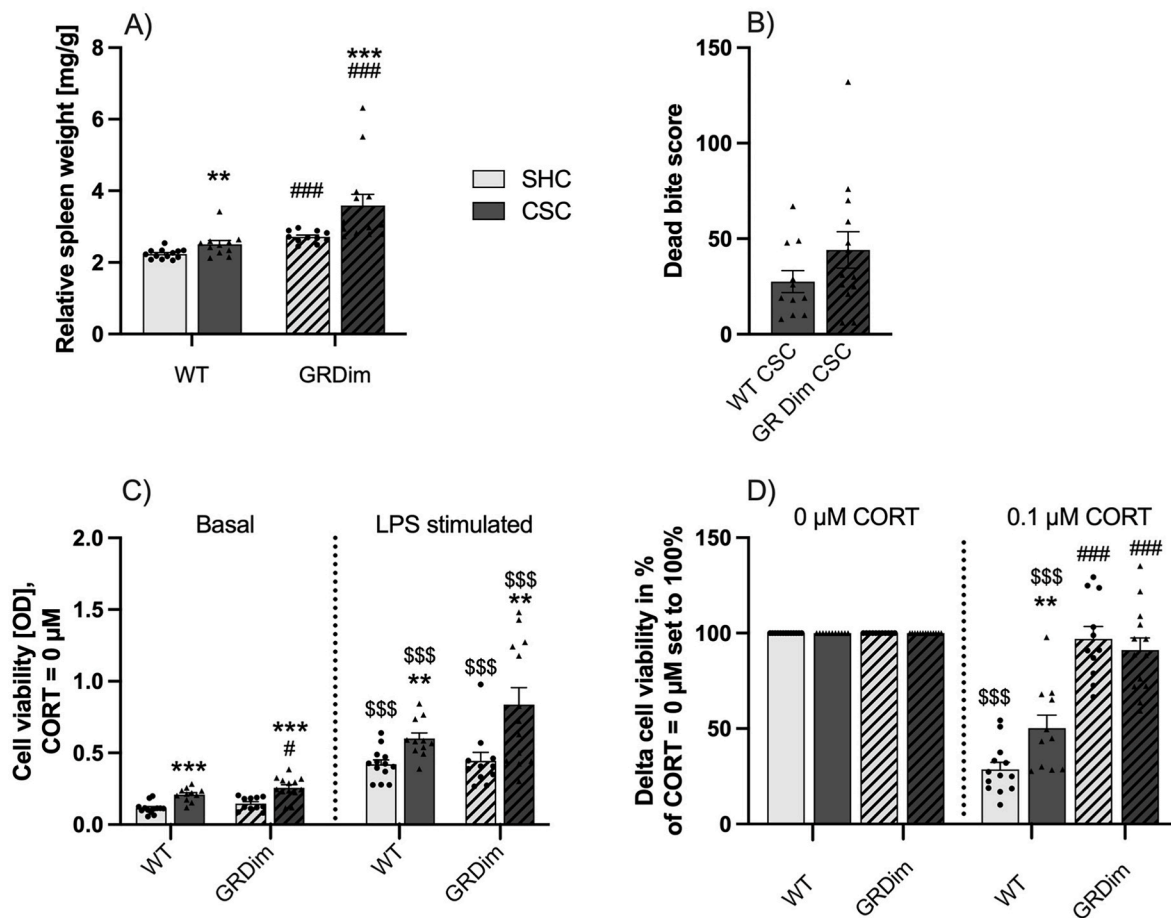 A)
Relative spleen weight [mg/g]
8
6
4
2
0
**
###
***
###
WT
GRDim
SHC
CSC
B)
Dead bite score
150
100
50
0
WT CSC
GR Dim CSC
C)
Basal
LPS stimulated
Cell viability [OD],
CORT = 0 µM
2.0
1.5
1.0
0.5
0.0
***
***
#
$$$
$$$
**
$$$
$$$
**
WT
GRDim
WT
GRDim
D)
0 µM CORT
0.1 µM CORT
Delta cell viability in %
of CORT = 0 µM set to 100%
150
100
50
0
$$$
$$$
**
###
###
WT
GRDim
WT
GRDim